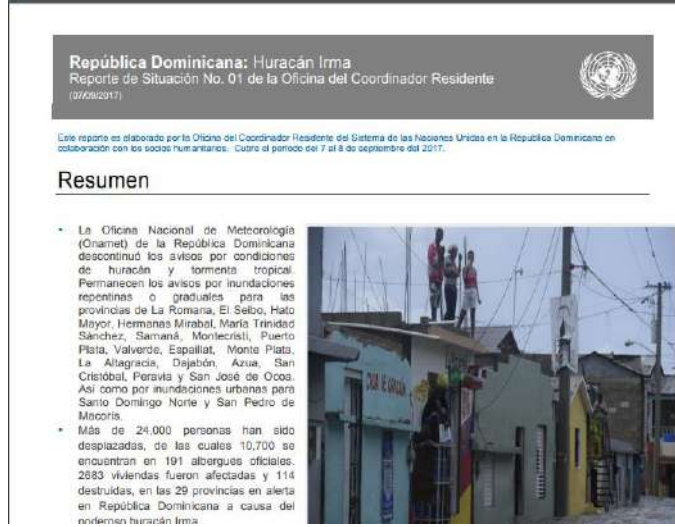 República Dominicana: Huracán Irma
Reporte de Situación No. 01 de la Oficina del Coordinador Residente
(07/09/2017)
Este reporte es elaborado por la Oficina del Coordinador Residente del Sistema de las Naciones Unidas en la República Dominicana en
colaboración con los socios humanitarios. Cubre el periodo del 7 al 8 de septiembre del 2017.
Resumen
• La Oficina Nacional de Meteorología
(Onamet) de la República Dominicana
descontinuó los avisos por condiciones
de huracán y tormenta tropical.
Permanecen los avisos por inundaciones
repentinas o graduales para las
provincias de La Romana, El Seibo, Hato
Mayor, Hermanas Mirabal, María Trinidad
Sánchez, Samaná, Montecristi, Puerto
Plata, Valverde, Espaillat, Monte Plata,
La Altagracia, Dajabón, Azua, San
Cristóbal, Peravia y San José de Ocoa.
Así como por inundaciones urbanas para
Santo Domingo Norte y San Pedro de
Macorís.
• Más de 24,000 personas han sido
desplazadas, de las cuales 10,700 se
encuentran en 191 albergues oficiales.
2683 viviendas fueron afectadas y 114
destruidas, en las 29 provincias en alerta
en República Dominicana a causa del
poderoso huracán Irma